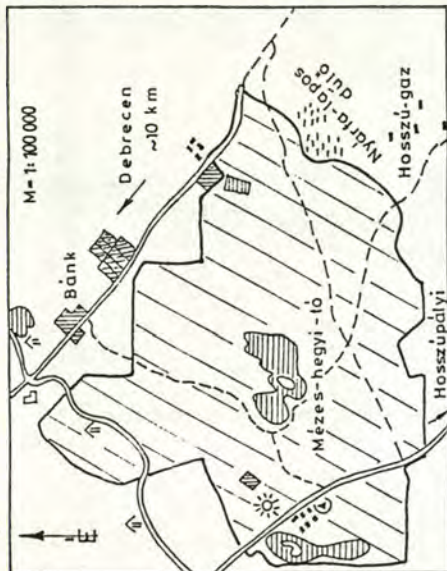 M = 1: 100 000
Debrecen
~10 km
Bánk
É
Mézes-hegyi-tó
Nyárfa-lapos
dűlő
Hosszú-gaz
Hosszúpályi